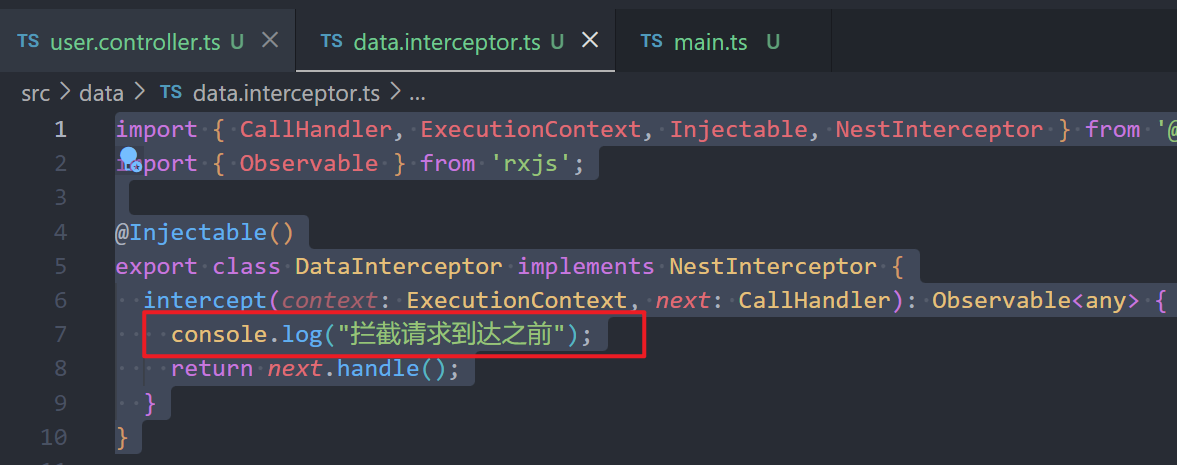 TS user.controller.ts U × TS data.interceptor.ts U × TS main.ts U
src > data > TS data.interceptor.ts > ...
1 import { CallHandler, ExecutionContext, Injectable, NestInterceptor } from '@
2 import { Observable } from 'rxjs';
3
4 @Injectable()
5 export class DataInterceptor implements NestInterceptor {
6 intercept(context: ExecutionContext, next: CallHandler): Observable<any> {
7 console.log("拦截请求到达之前");
8 return next.handle();
9 }
10 }